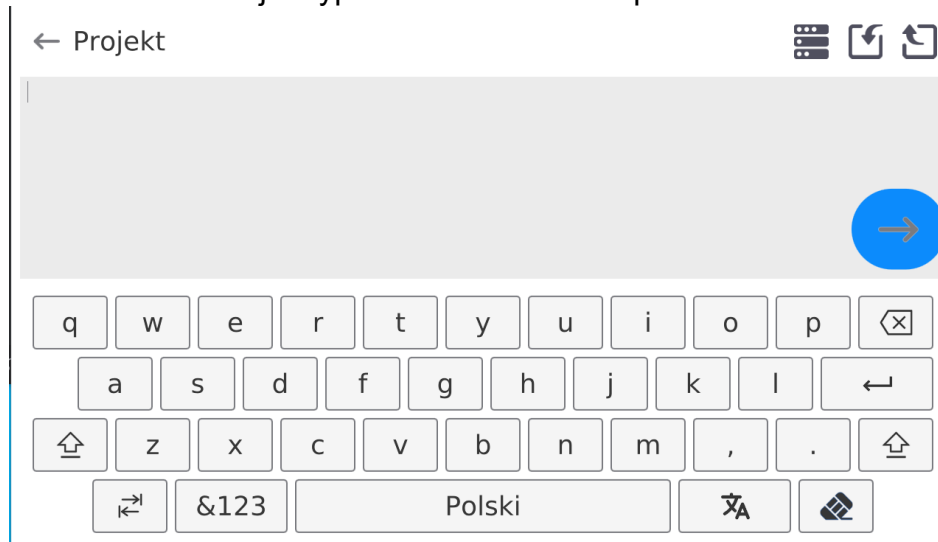 ← Projekt
q w e r t y u i o p
a s d f g h j k l
z x c v b n m , .
&123 Polski